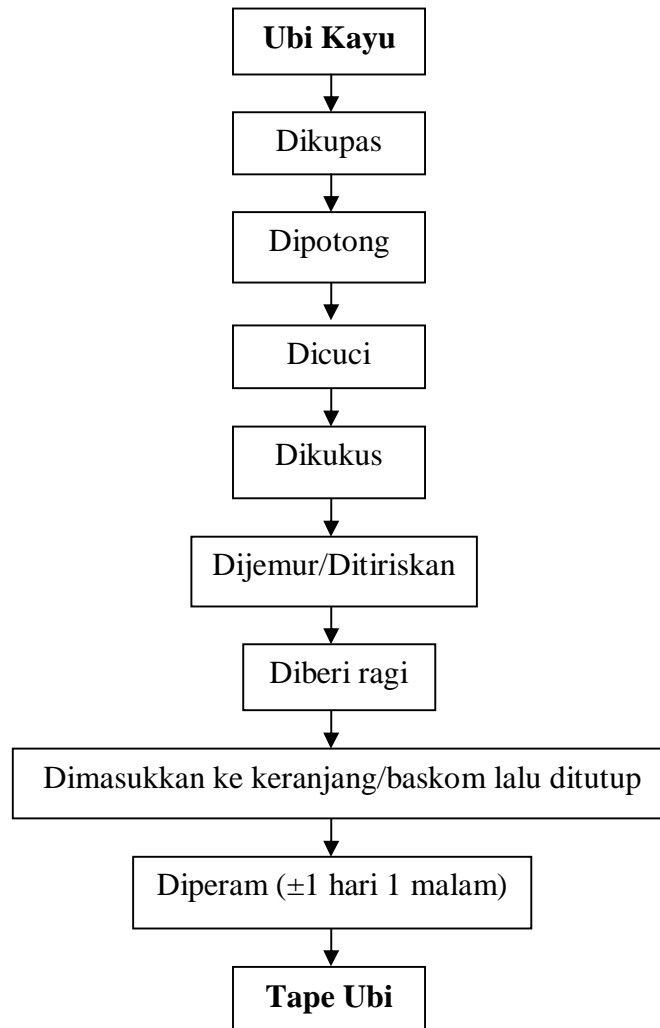 Ubi Kayu
Dikupas
Dipotong
Dicuci
Dikukus
Dijemur/Ditiriskan
Diberi ragi
Dimasukkan ke keranjang/baskom lalu ditutup
Diperam (±1 hari 1 malam)
Tape Ubi